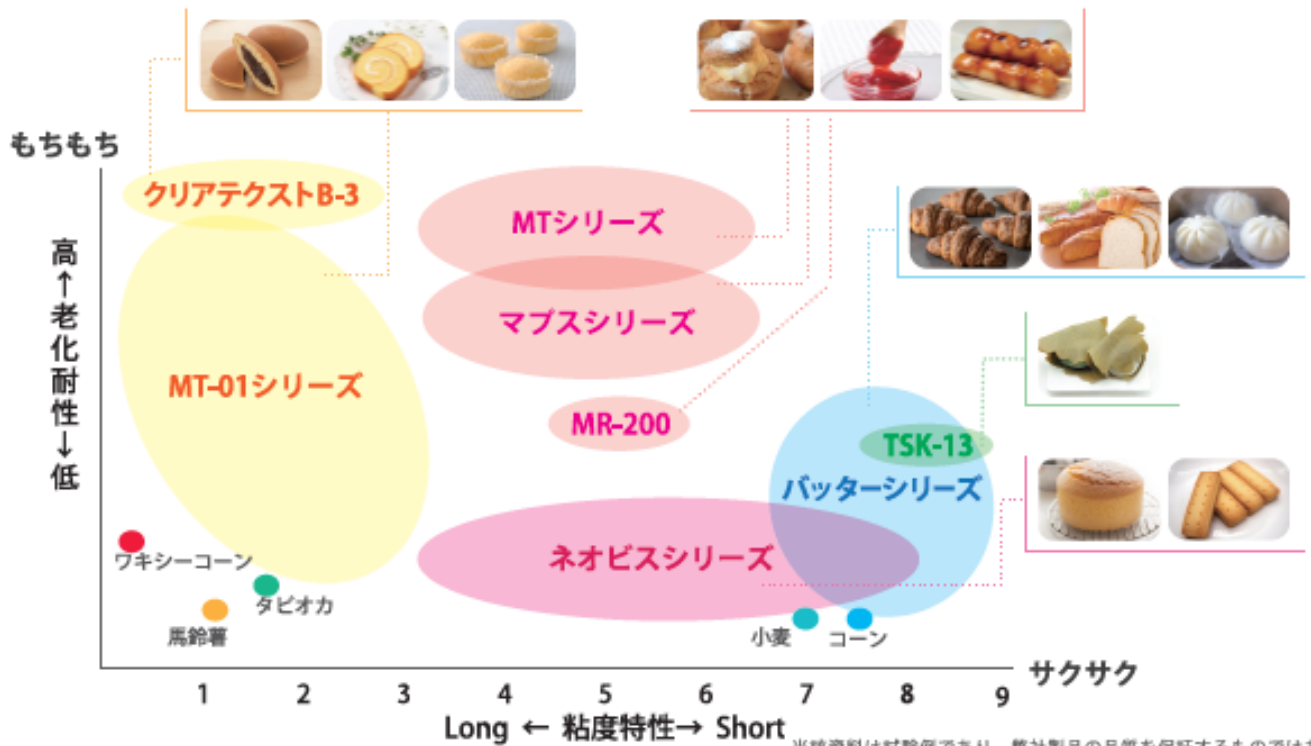 もちもち
クリアテクストB-3
MTシリーズ
高↑老化耐性↓低
マプスシリーズ
MT-01シリーズ
MR-200
TSK-13
バッターシリーズ
ワキシーコーン
ネオビスシリーズ
タピオカ
馬鈴薯
小麦
コーン
サクサク
1 2 3 4 5 6 7 8 9
Long ← 粘度特性→ Short